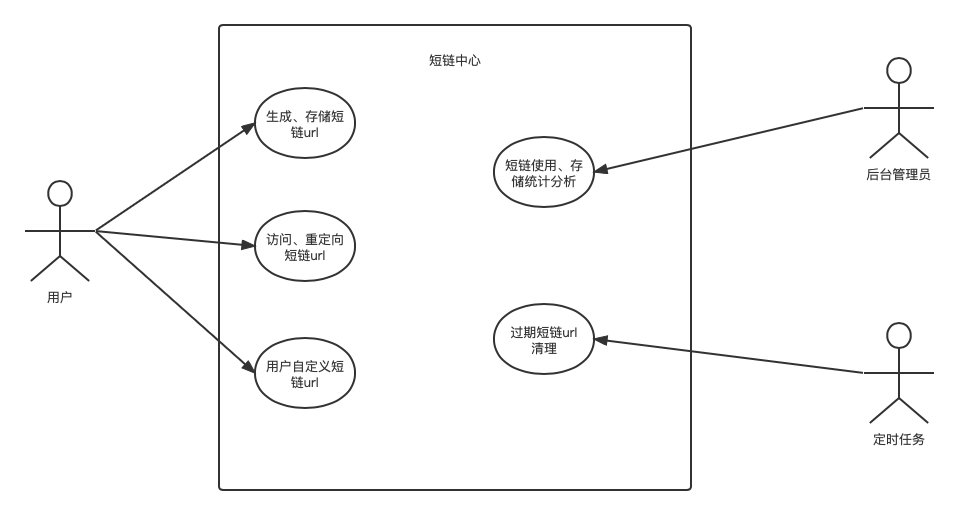 短链中心
生成、存储短
链url
访问、重定向
短链url
用户自定义短
链url
短链使用、存
储统计分析
过期短链url
清理
用户
后台管理员
定时任务